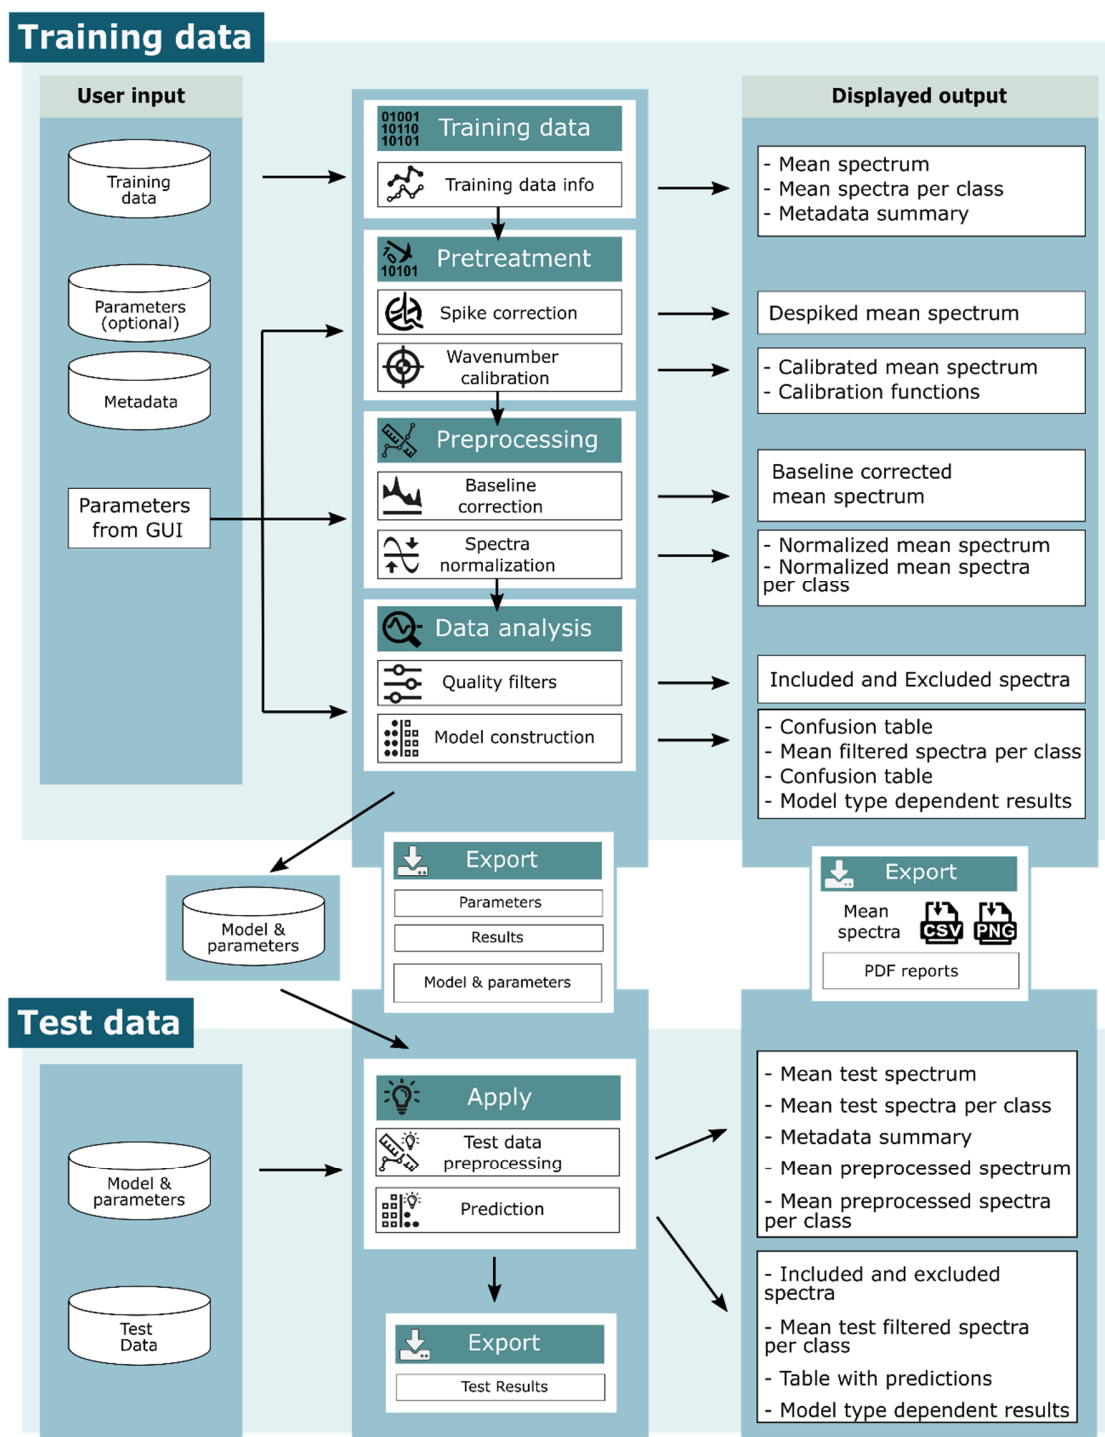 Training data
User input
Training
data
Parameters
(optional)
Metadata
Parameters
from GUI
01001
10110
10101
Training data
Training data info
10101
Pretreatment
Spike correction
Wavenumber
calibration
Preprocessing
Baseline
correction
Spectra
normalization
Data analysis
Quality filters
Model construction
Displayed output
- Mean spectrum
- Mean spectra per class
- Metadata summary
Despiked mean spectrum
- Calibrated mean spectrum
- Calibration functions
Baseline corrected
mean spectrum
- Normalized mean spectrum
- Normalized mean spectra
per class
Included and Excluded spectra
- Confusion table
- Mean filtered spectra per class
- Confusion table
- Model type dependent results
Model &
parameters
Export
Parameters
Results
Model & parameters
Export
Mean
spectra
CSV
PNG
PDF reports
Test data
Model &
parameters
Test
Data
Apply
Test data
preprocessing
Prediction
Export
Test Results
- Mean test spectrum
- Mean test spectra per class
- Metadata summary
- Mean preprocessed spectrum
- Mean preprocessed spectra
per class
- Included and excluded
spectra
- Mean test filtered spectra
per class
- Table with predictions
- Model type dependent results